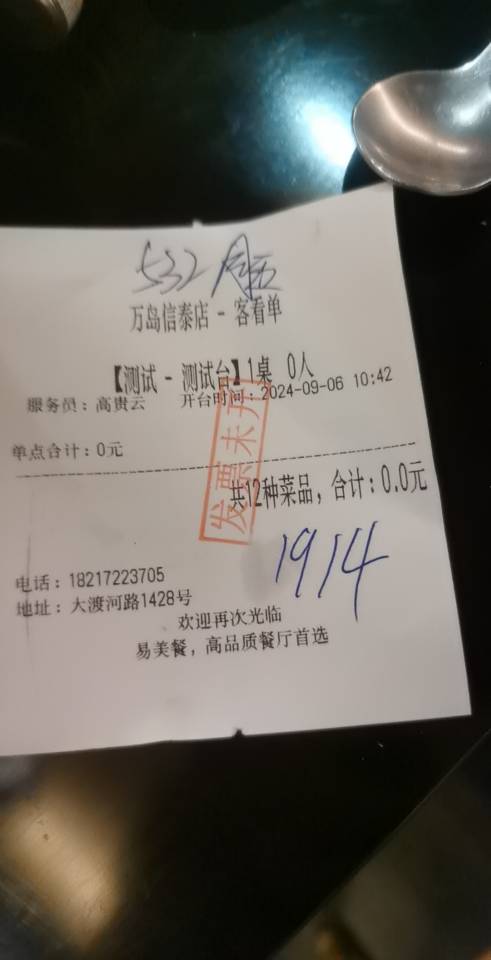 532
万岛信泰店 - 客看单
【测试 - 测试台】1桌 0人
服务员：高贵云 开台时间：2024-09-06 10:42
单点合计：0元
发票未开
共12种菜品，合计：0.0元
1914
电话：18217223705
地址：大渡河路1428号
欢迎再次光临
易美餐，高品质餐厅首选